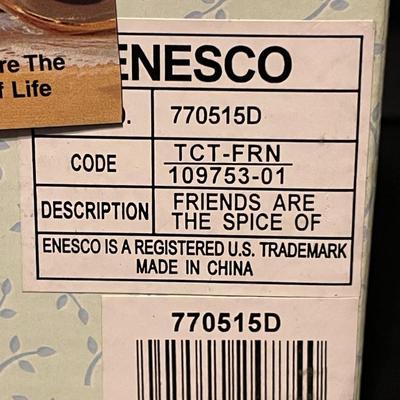 re The
f Life
ENESCO
O. 770515D
CODE TCT-FRN
109753-01
DESCRIPTION FRIENDS ARE
THE SPICE OF
ENESCO IS A REGISTERED U.S. TRADEMARK
MADE IN CHINA
770515D